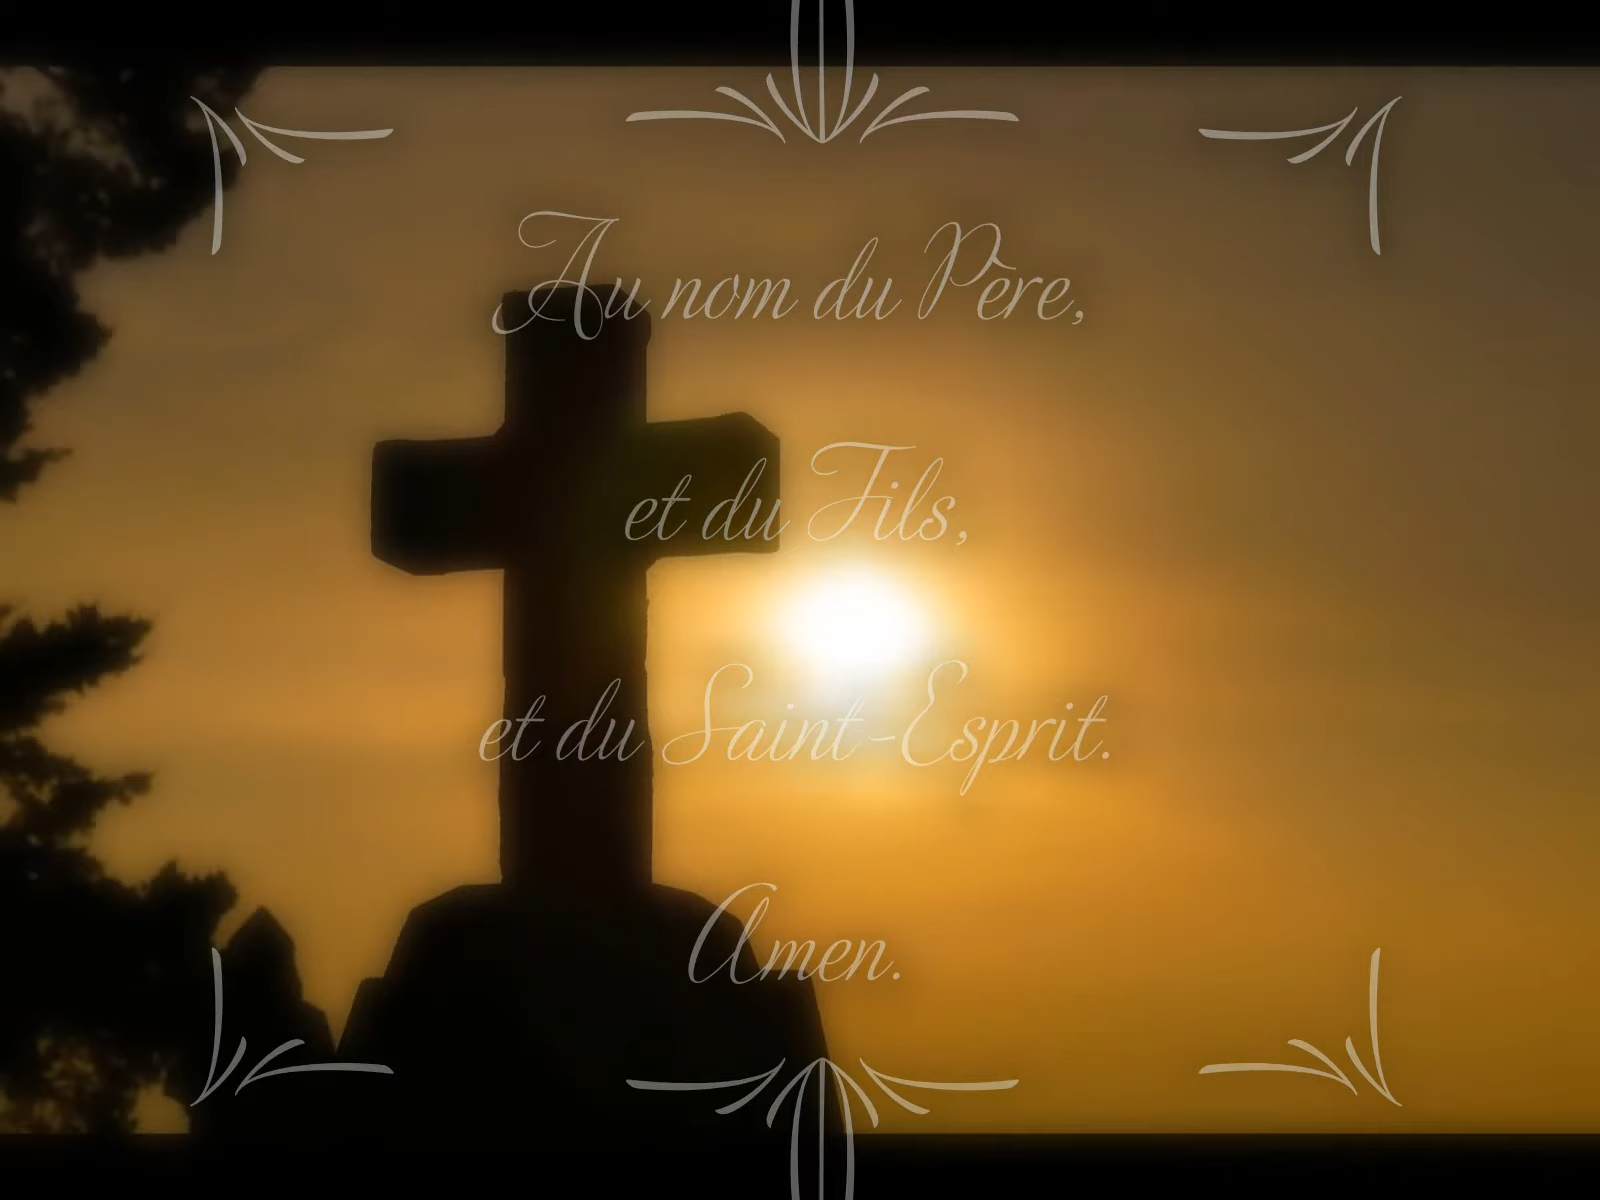 Au nom du Père,
et du Fils,
et du Saint-Esprit.
Amen.